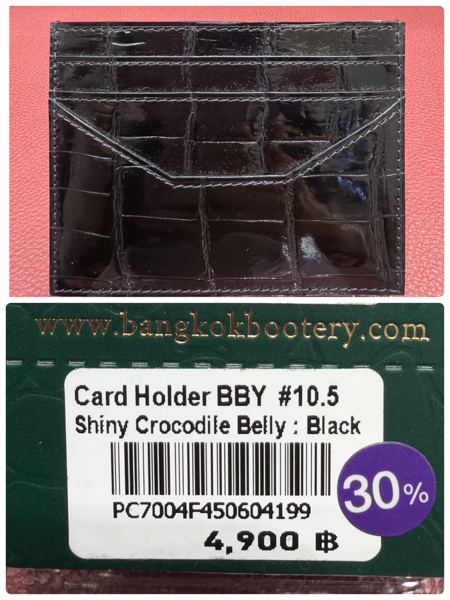 www.bangkokbootery.com
Card Holder BBY #10.5
Shiny Crocodile Belly : Black
PC7004F450604199
4,900 ฿
30%